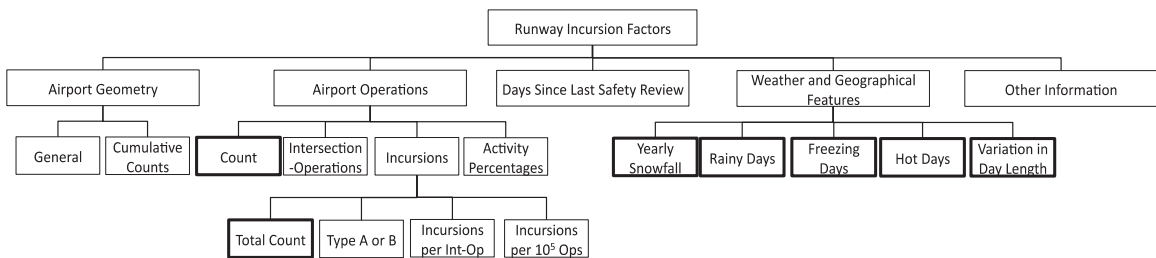 Runway Incursion Factors
Airport Geometry
Airport Operations
Days Since Last Safety Review
Weather and Geographical
Features
Other Information
General
Cumulative
Counts
Count
Intersection
-Operations
Incursions
Activity
Percentages
Yearly
Snowfall
Rainy Days
Freezing
Days
Hot Days
Variation in
Day Length
Total Count
Type A or B
Incursions
per Int-Op
Incursions
per 10⁵ Ops